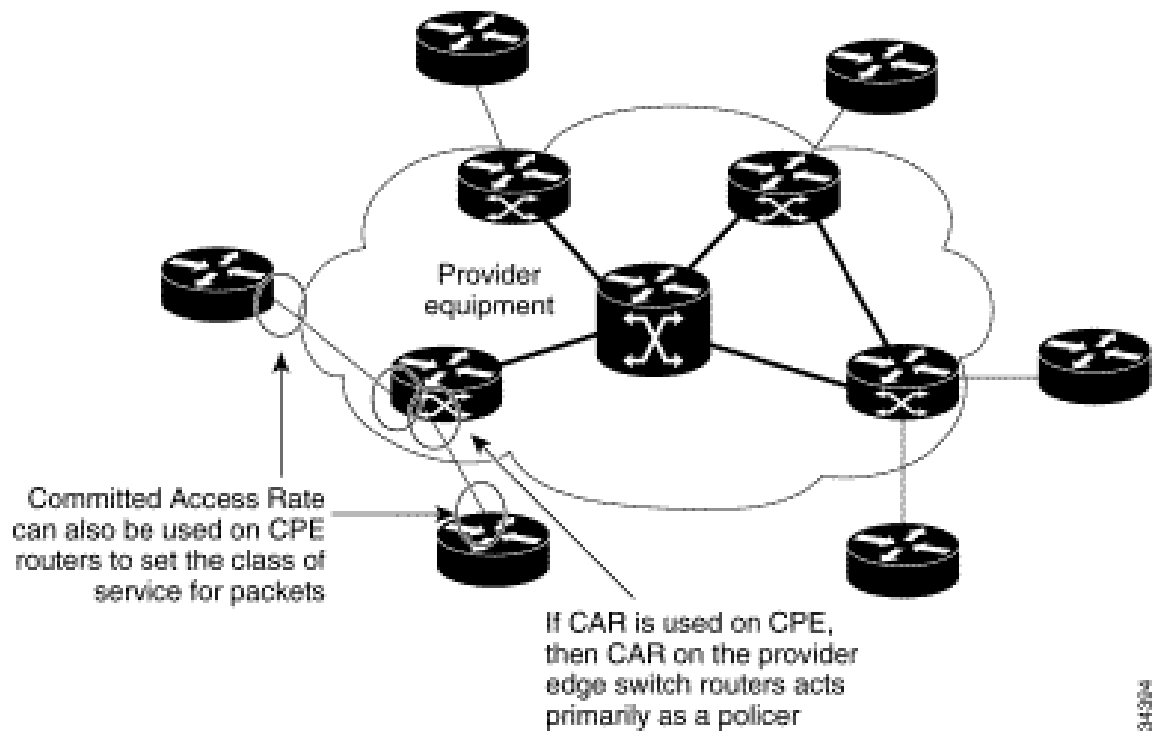 Provider
equipment
Committed Access Rate
can also be used on CPE
routers to set the class of
service for packets
If CAR is used on CPE,
then CAR on the provider
edge switch routers acts
primarily as a policer
34394